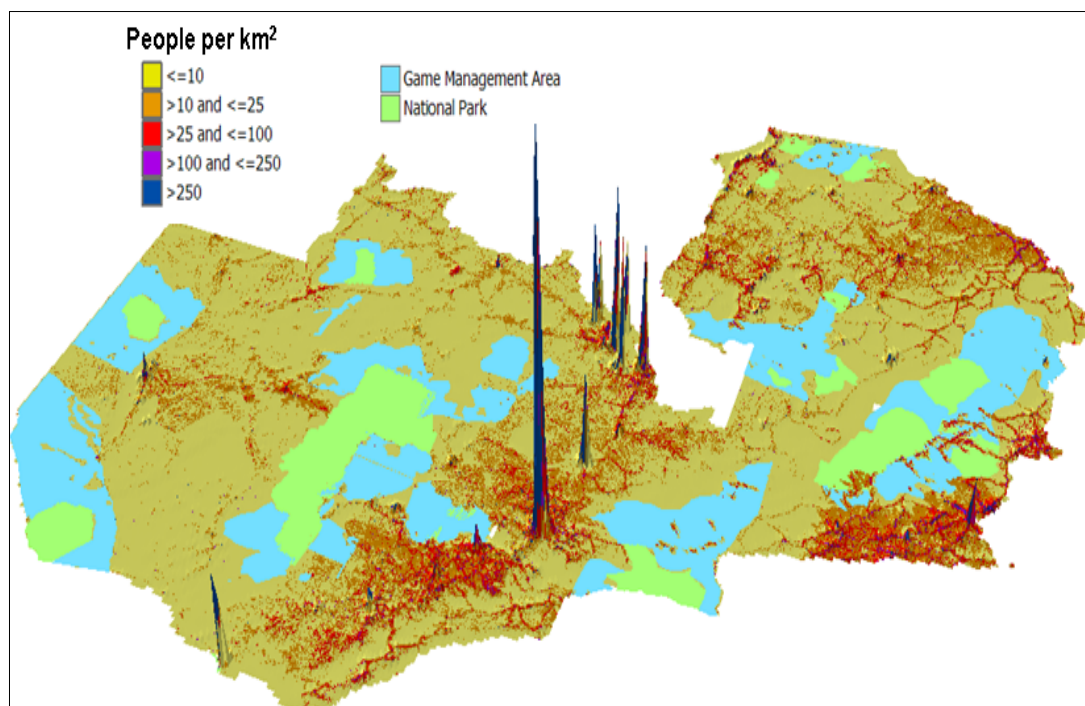 People per km²
<=10
>10 and <=25
>25 and <=100
>100 and <=250
>250
Game Management Area
National Park